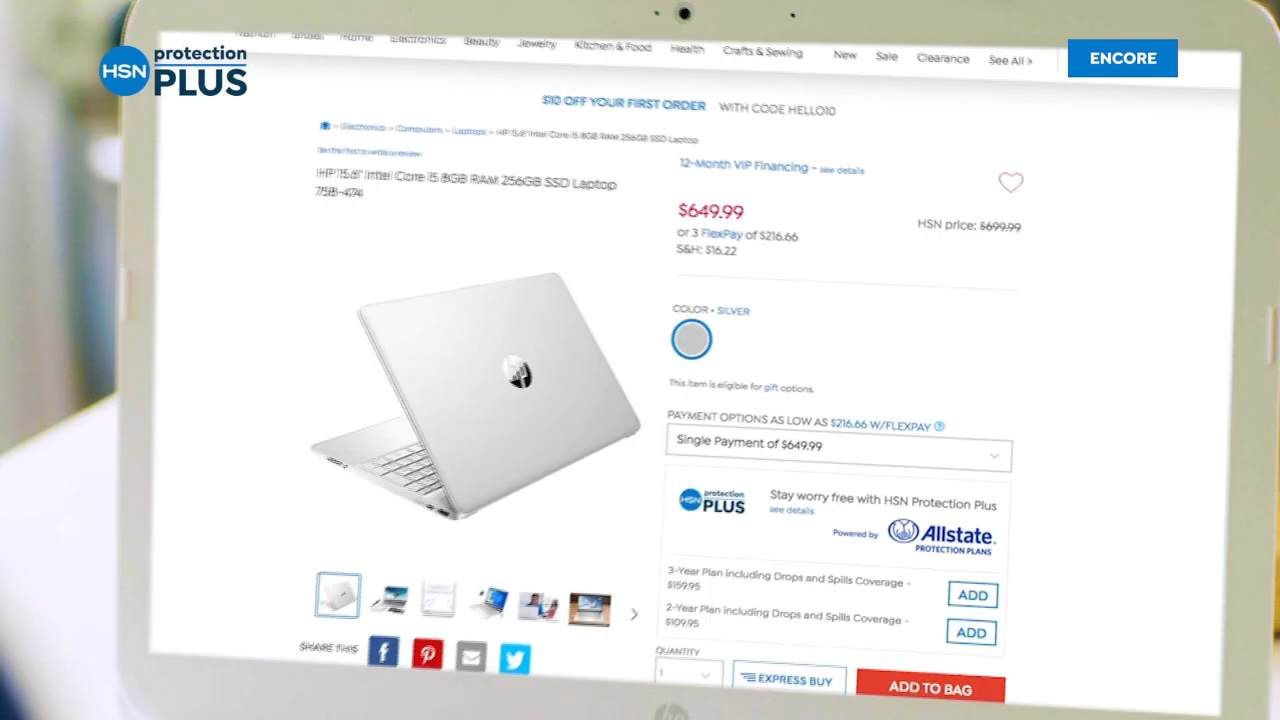 HSN protection PLUS
ENCORE
Fashion Shoes Home Electronics Beauty Jewelry Kitchen & Food Health Crafts & Sewing New Sale Clearance See All >
$10 OFF YOUR FIRST ORDER WITH CODE HELLO10
> Electronics > Computers > Laptops > HP 15.6" Intel Core i5 8GB RAM 256GB SSD Laptop
Be the first to write a review
HP 15.6" Intel Core i5 8GB RAM 256GB SSD Laptop
758-474
12-Month VIP Financing - see details
$649.99
HSN price: $699.99
or 3 FlexPay of $216.66
S&H: $16.22
COLOR • SILVER
This item is eligible for gift options.
PAYMENT OPTIONS AS LOW AS $216.66 W/FLEXPAY ?
Single Payment of $649.99
HSN protection PLUS
Stay worry free with HSN Protection Plus
see details
Powered by Allstate.
PROTECTION PLANS
3-Year Plan including Drops and Spills Coverage -
$159.95
ADD
2-Year Plan including Drops and Spills Coverage -
$109.95
ADD
SHARE THIS
QUANTITY
1
EXPRESS BUY
ADD TO BAG
hp